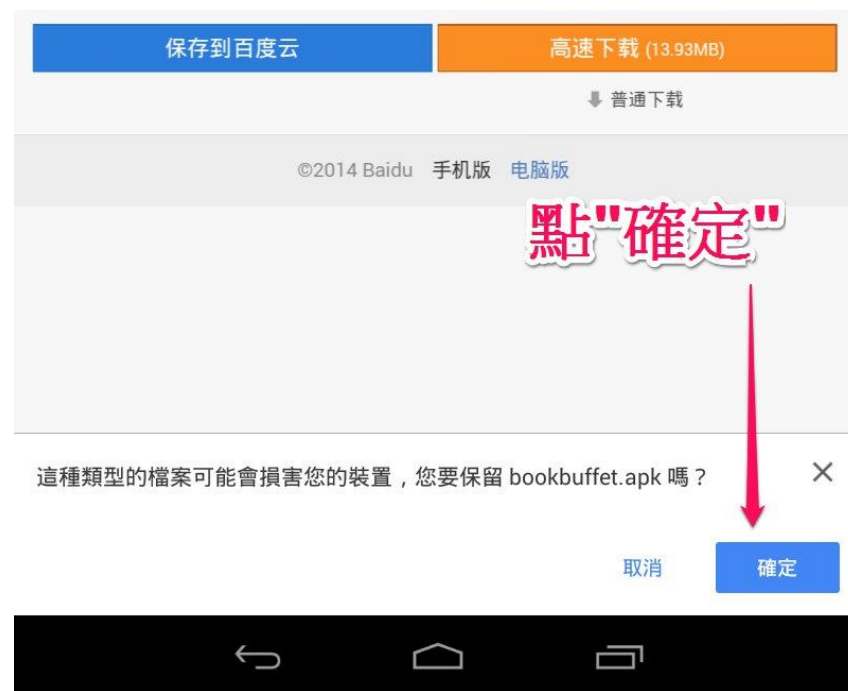 保存到百度云 高速下载 (13.93MB)
普通下载
©2014 Baidu 手机版 电脑版
點"確定"
這種類型的檔案可能會損害您的裝置，您要保留 bookbuffet.apk 嗎？
取消 確定